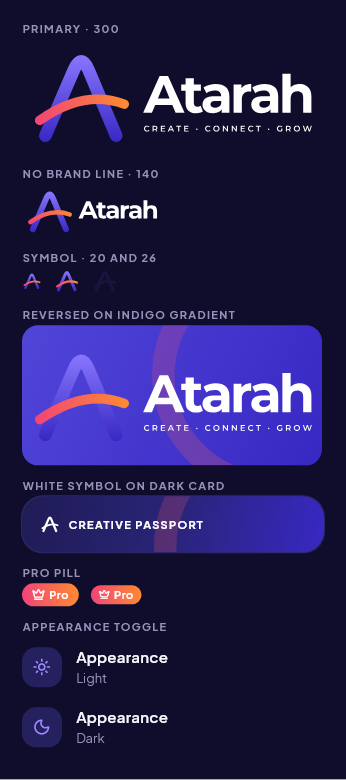 PRIMARY · 300
Atarah
CREATE · CONNECT · GROW
NO BRAND LINE · 140
Atarah
SYMBOL · 20 AND 26
REVERSED ON INDIGO GRADIENT
Atarah
CREATE · CONNECT · GROW
WHITE SYMBOL ON DARK CARD
CREATIVE PASSPORT
PRO PILL
Pro Pro
APPEARANCE TOGGLE
Appearance
Light
Appearance
Dark